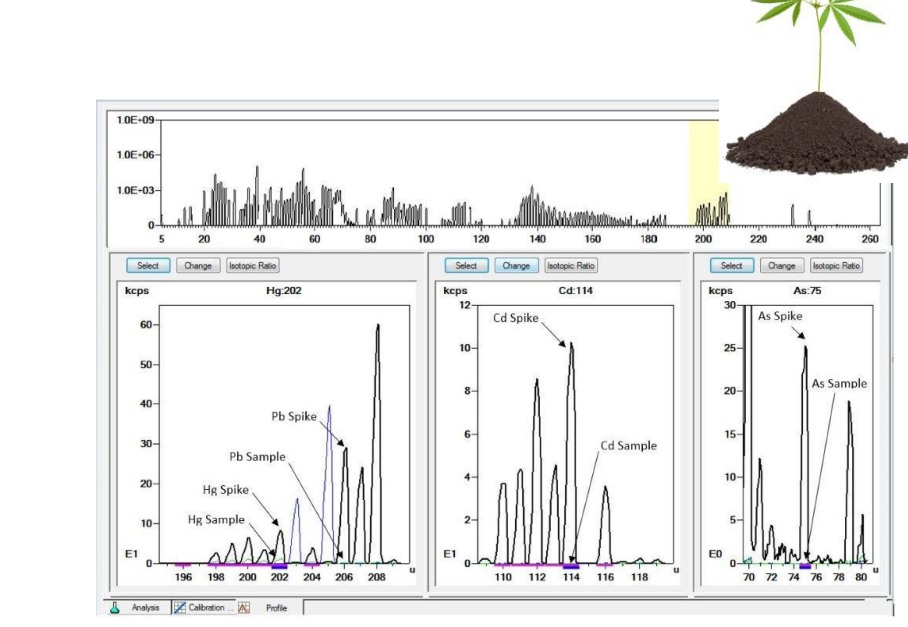 1.0E+09
1.0E+06
1.0E+03
0
5 20 40 60 80 100 120 140 160 180 200 220 240 260
Select Change Isotopic Ratio
kcps Hg:202
60
50
40
30
20
10
0
E1
Pb Spike
Pb Sample
Hg Spike
Hg Sample
196 198 200 202 204 206 208 u
Select Change Isotopic Ratio
kcps Cd:114
12
10
8
6
4
2
0
E1
Cd Spike
Cd Sample
110 112 114 116 118 u
Select Change Isotopic Ratio
kcps As:75
30
25
20
15
10
5
0
E0
As Spike
As Sample
70 72 74 76 78 80 u
Analysis Calibration ... Profile